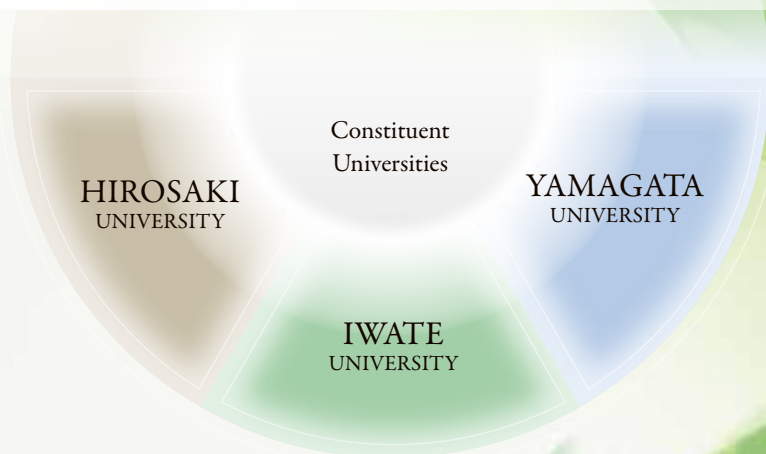 Constituent
Universities
HIROSAKI
UNIVERSITY
YAMAGATA
UNIVERSITY
IWATE
UNIVERSITY